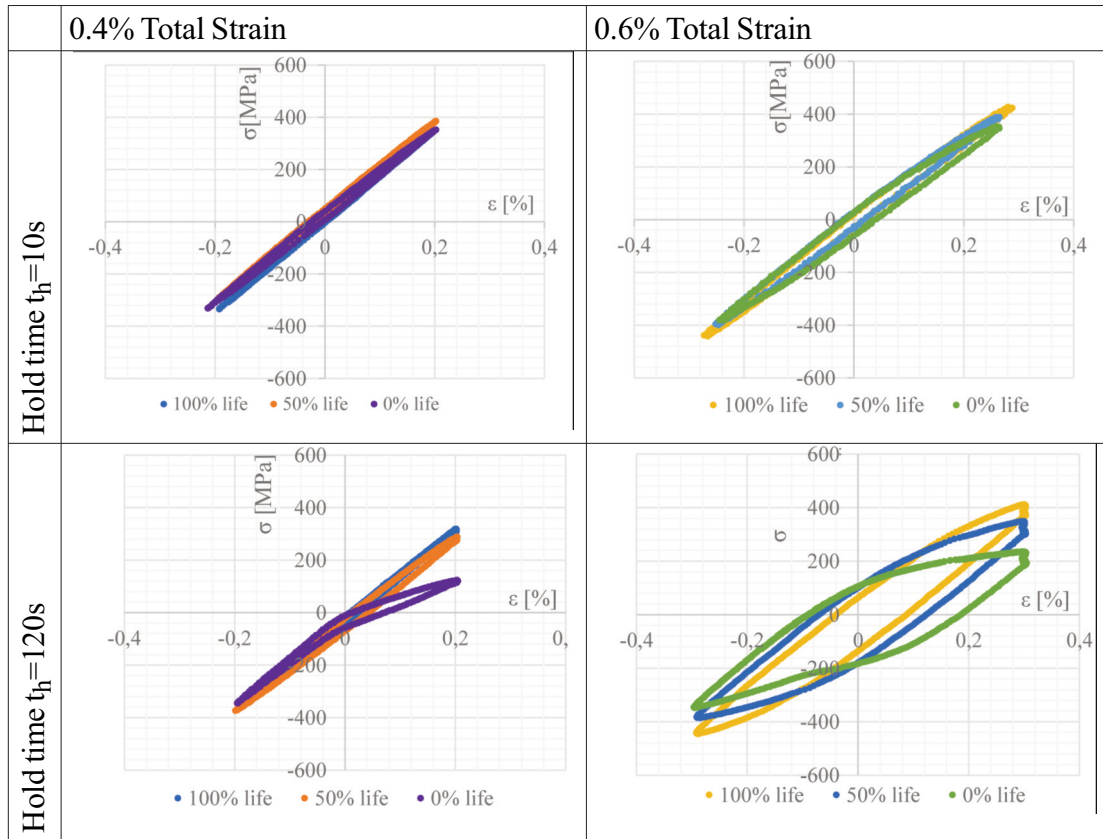 0.4% Total Strain
0.6% Total Strain
Hold time t_h=10s
σ[MPa]
600
400
200
0
-200
-400
-600
-0,4
-0,2
0
0,2
0,4
ε [%]
100% life
50% life
0% life
σ[MPa]
600
400
200
0
-200
-400
-600
-0,4
-0,2
0
0,2
0,4
ε [%]
100% life
50% life
0% life
Hold time t_h=120s
σ [MPa]
600
400
200
0
-200
-400
-600
-0,4
-0,2
0
0,2
0,
ε [%]
100% life
50% life
0% life
σ
600
400
200
0
-200
-400
-600
-0,4
-0,2
0
0,2
0,4
ε [%]
100% life
50% life
0% life